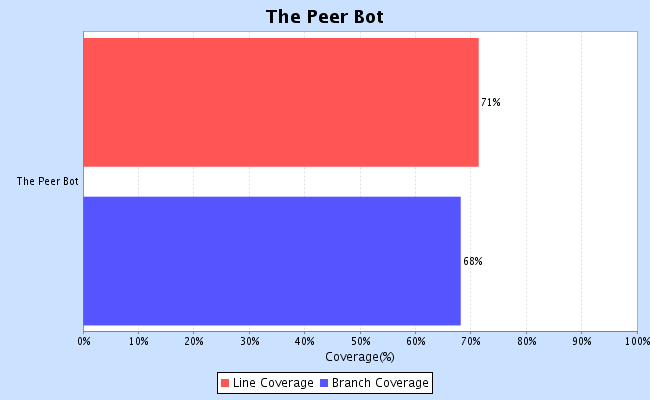 The Peer Bot
71%
The Peer Bot
68%
0% 10% 20% 30% 40% 50% 60% 70% 80% 90% 100%
Coverage(%)
Line Coverage Branch Coverage